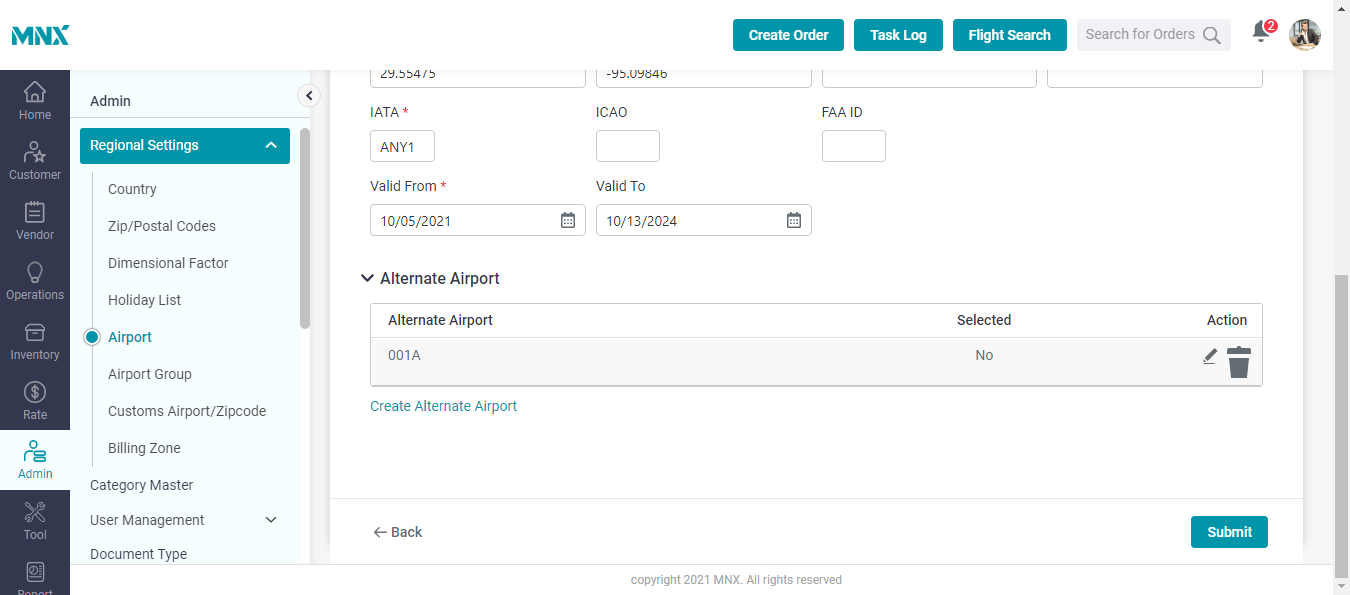 MNX
Create Order
Task Log
Flight Search
Search for Orders
2
Home
Customer
Vendor
Operations
Inventory
Rate
Admin
Tool
Report
Admin
Regional Settings
Country
Zip/Postal Codes
Dimensional Factor
Holiday List
Airport
Airport Group
Customs Airport/Zipcode
Billing Zone
Category Master
User Management
Document Type
29.55475
-95.09846
IATA *
ICAO
FAA ID
ANY1
Valid From *
Valid To
10/05/2021
10/13/2024
Alternate Airport
Alternate Airport
Selected
Action
001A
No
Create Alternate Airport
Back
Submit
copyright 2021 MNX. All rights reserved